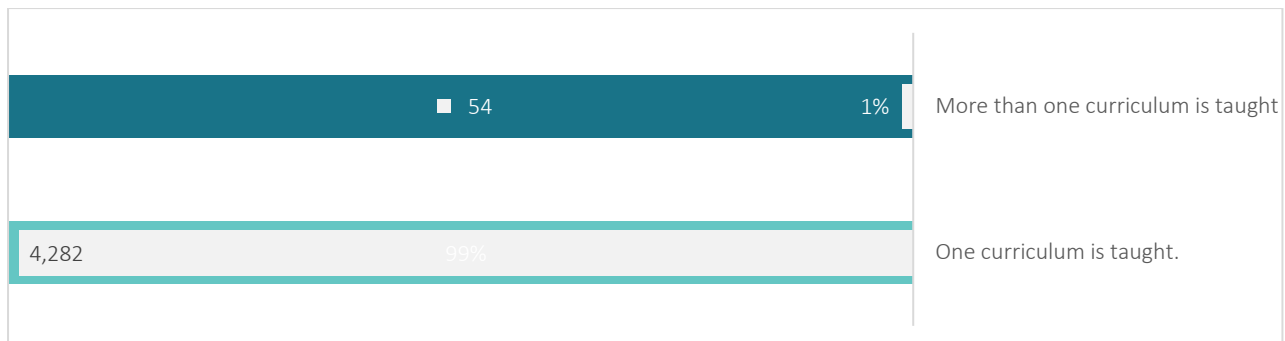 54 1% More than one curriculum is taught
4,282 99% One curriculum is taught.